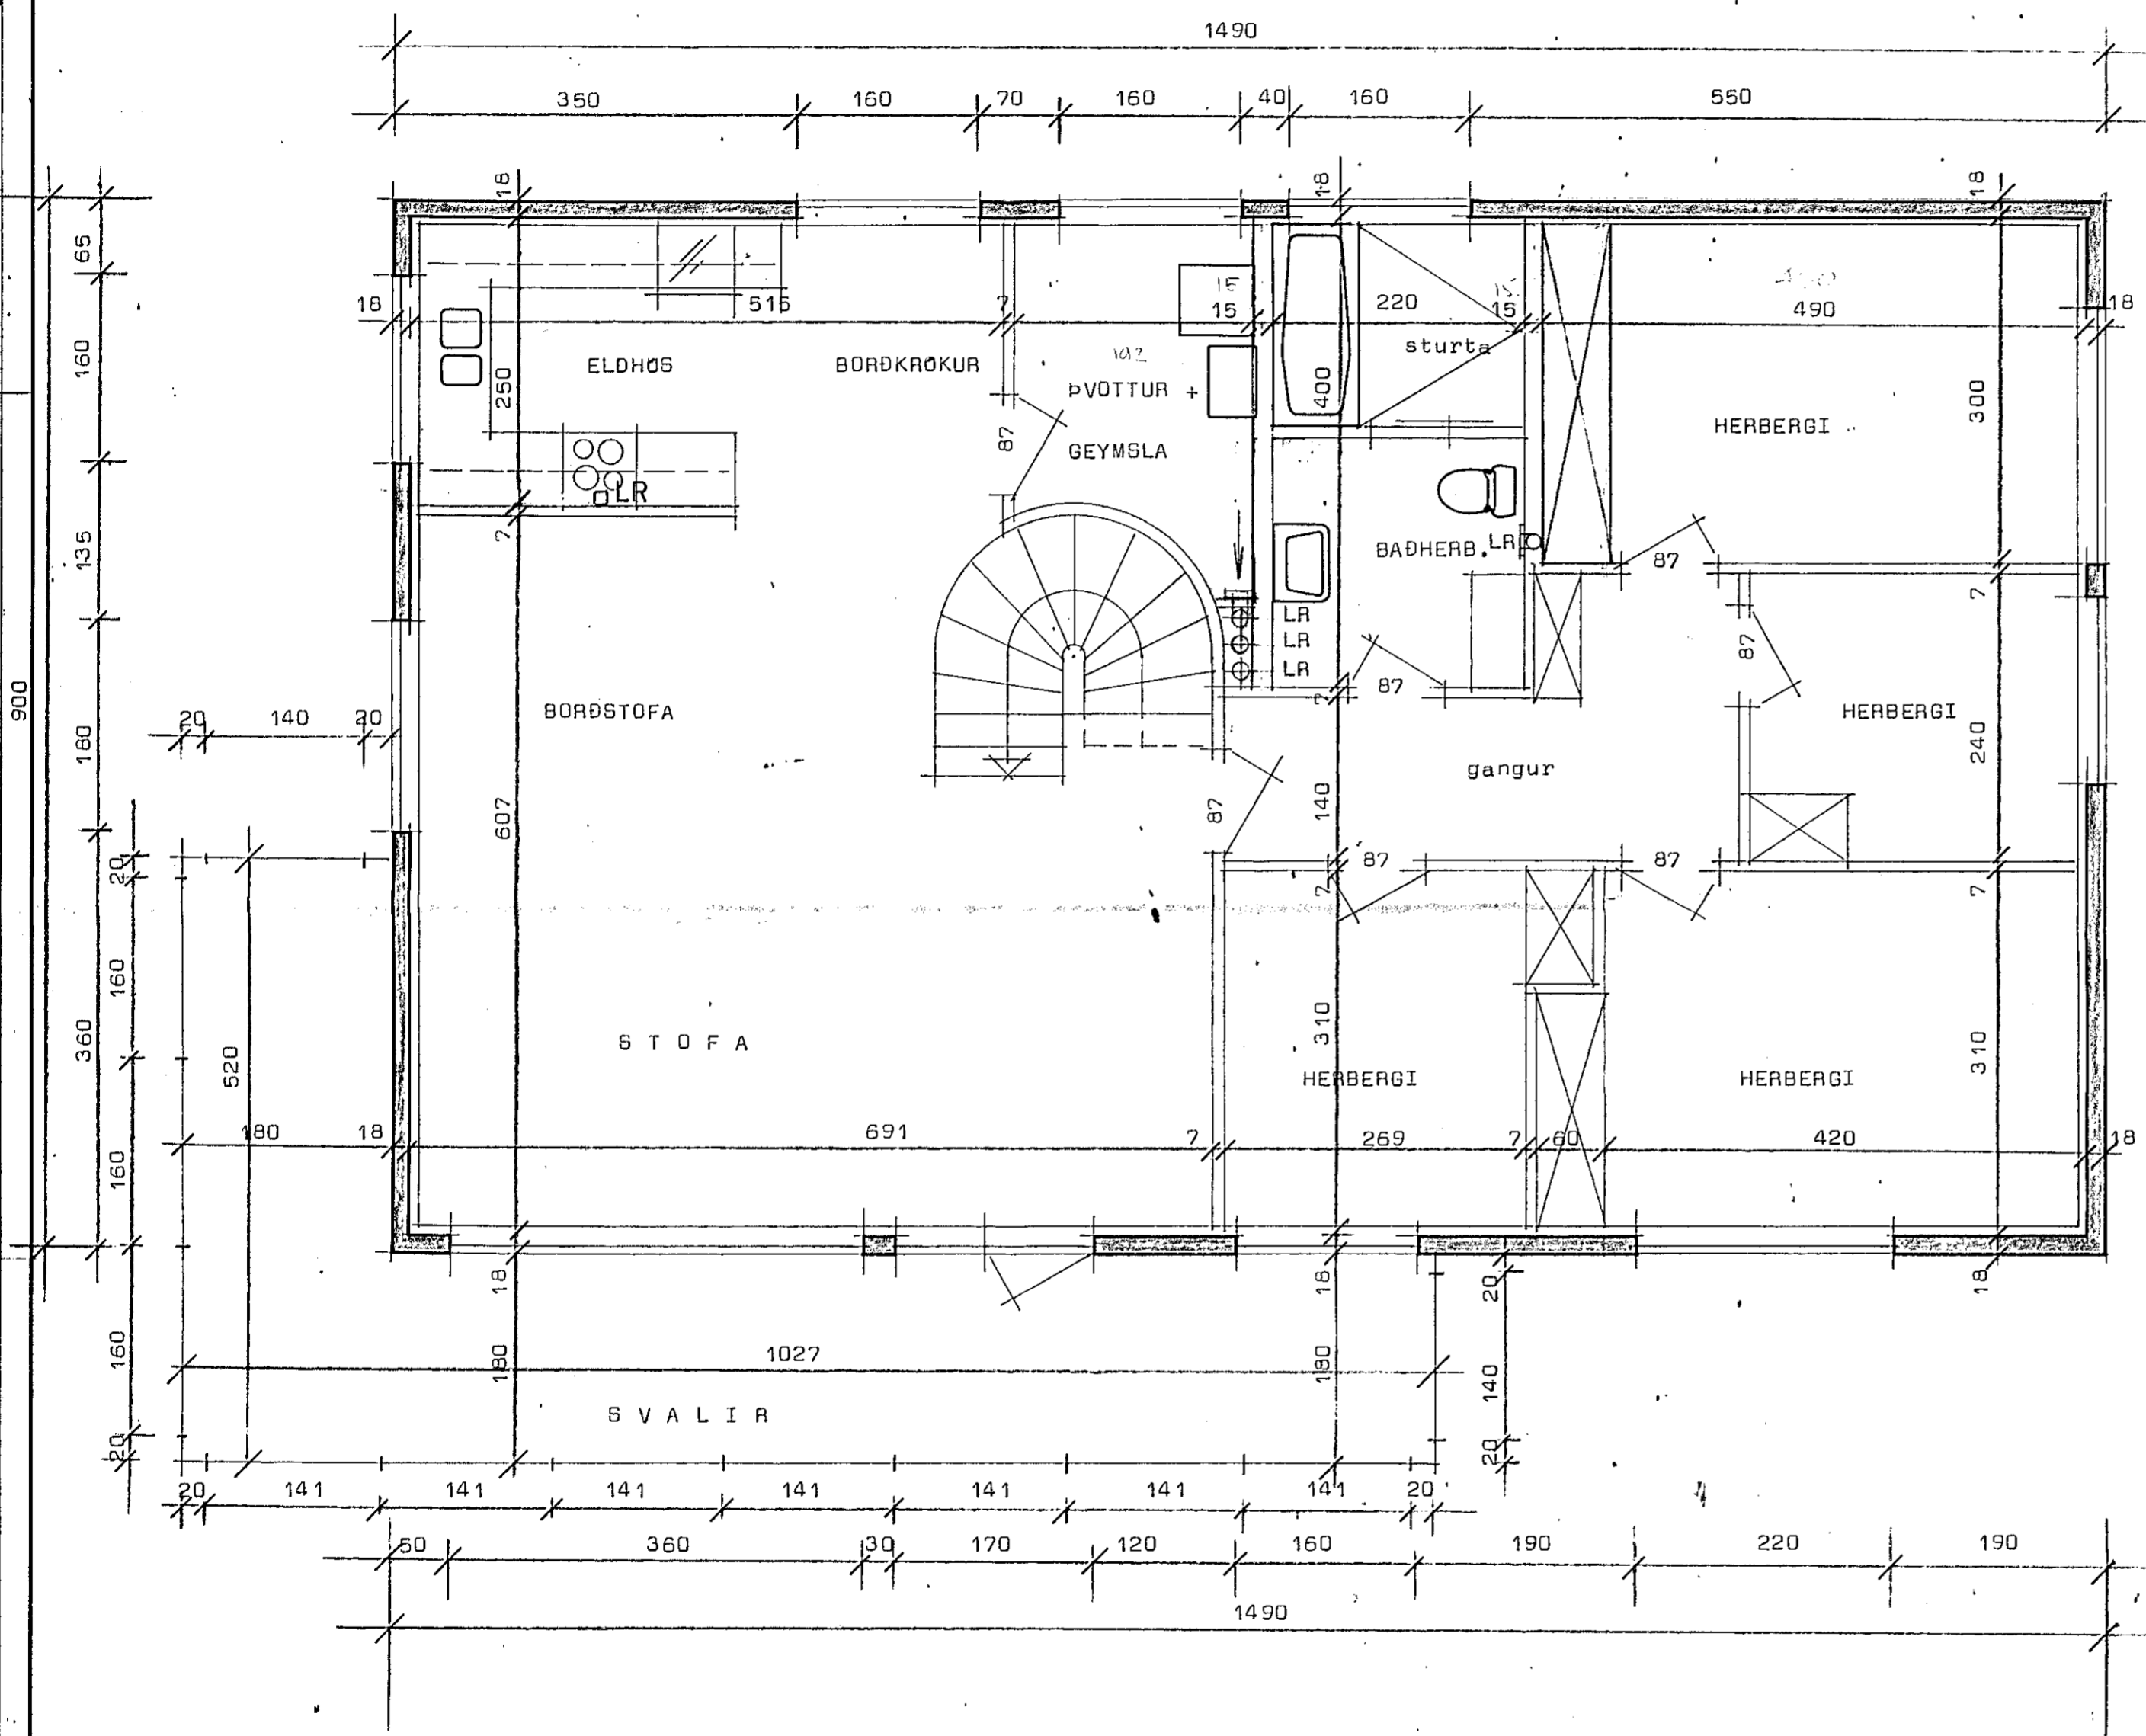 1490
350 160 70 160 40 160 550
18 18 18
65
18 515 7 15 15 220 15 490 18
160
ELDHÚS BORÐKRÓKUR
102
sturta
250 400 300
ÞVOTTUR +
GEYMSLA
87
HERBERGI
LR
135 7
BAÐHERB. LR 87
7
LR
LR
LR
87
7 87
900
20 140 20
BORÐSTOFA
HERBERGI
180 240
gangur
607 87 140
20 87 87
7 7
160
360
520
STOFA
310 310
HERBERGI HERBERGI
180 18 691 7 269 7 60 420 18
160
18 18 20 18
160 180 1027 180 140
SVALIR
20 20
20 141 141 141 141 141 141 141 20
50 360 30 170 120 160 190 220 190
1490